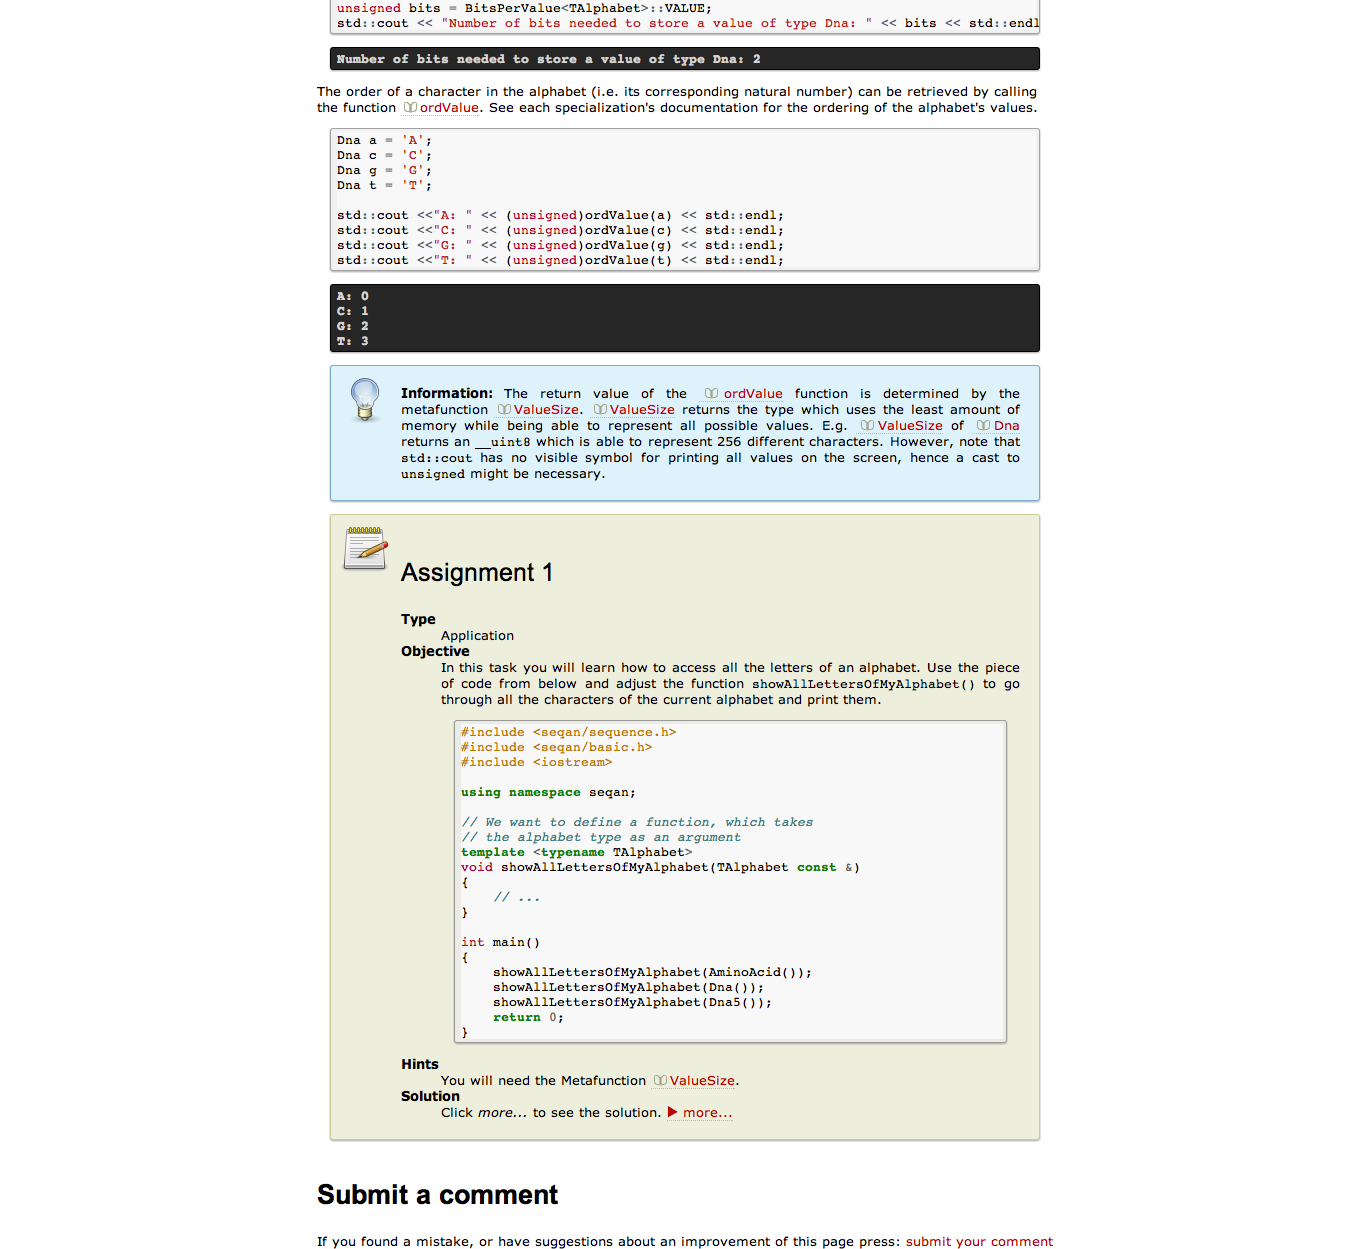 unsigned bits = BitsPerValue<TAlphabet>::VALUE;
std::cout << "Number of bits needed to store a value of type Dna: " << bits << std::endl
Number of bits needed to store a value of type Dna: 2
The order of a character in the alphabet (i.e. its corresponding natural number) can be retrieved by calling
the function ordValue. See each specialization's documentation for the ordering of the alphabet's values.
Dna a = 'A';
Dna c = 'C';
Dna g = 'G';
Dna t = 'T';
std::cout <<"A: " << (unsigned)ordValue(a) << std::endl;
std::cout <<"C: " << (unsigned)ordValue(c) << std::endl;
std::cout <<"G: " << (unsigned)ordValue(g) << std::endl;
std::cout <<"T: " << (unsigned)ordValue(t) << std::endl;
A: 0
C: 1
G: 2
T: 3
Information: The return value of the ordValue function is determined by the
metafunction ValueSize. ValueSize returns the type which uses the least amount of
memory while being able to represent all possible values. E.g. ValueSize of Dna
returns an __uint8 which is able to represent 256 different characters. However, note that
std::cout has no visible symbol for printing all values on the screen, hence a cast to
unsigned might be necessary.
Assignment 1
Type
Application
Objective
In this task you will learn how to access all the letters of an alphabet. Use the piece
of code from below and adjust the function showAllLettersOfMyAlphabet() to go
through all the characters of the current alphabet and print them.
#include <seqan/sequence.h>
#include <seqan/basic.h>
#include <iostream>
using namespace seqan;
// We want to define a function, which takes
// the alphabet type as an argument
template <typename TAlphabet>
void showAllLettersOfMyAlphabet(TAlphabet const &)
{
// ...
}
int main()
{
showAllLettersOfMyAlphabet(AminoAcid());
showAllLettersOfMyAlphabet(Dna());
showAllLettersOfMyAlphabet(Dna5());
return 0;
}
Hints
You will need the Metafunction ValueSize.
Solution
Click more... to see the solution. ▶ more...
Submit a comment
If you found a mistake, or have suggestions about an improvement of this page press: submit your comment